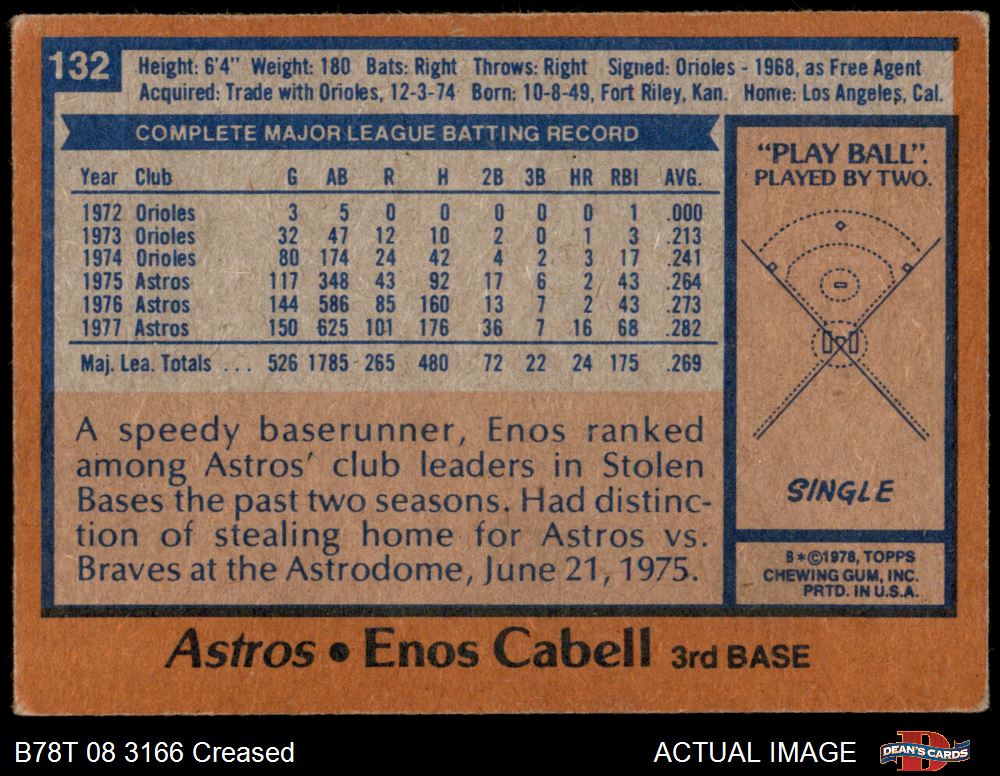 132
Height: 6'4" Weight: 180 Bats: Right Throws: Right Signed: Orioles - 1968, as Free Agent
Acquired: Trade with Orioles, 12-3-74 Born: 10-8-49, Fort Riley, Kan. Home: Los Angeles, Cal.
COMPLETE MAJOR LEAGUE BATTING RECORD
Year Club G AB R H 2B 3B HR RBI AVG.
1972 Orioles 3 5 0 0 0 0 0 1 .000
1973 Orioles 32 47 12 10 2 0 1 3 .213
1974 Orioles 80 174 24 42 4 2 3 17 .241
1975 Astros 117 348 43 92 17 6 2 43 .264
1976 Astros 144 586 85 160 13 7 2 43 .273
1977 Astros 150 625 101 176 36 7 16 68 .282
Maj. Lea. Totals ... 526 1785 265 480 72 22 24 175 .269
A speedy baserunner, Enos ranked
among Astros' club leaders in Stolen
Bases the past two seasons. Had distinc-
tion of stealing home for Astros vs.
Braves at the Astrodome, June 21, 1975.
"PLAY BALL".
PLAYED BY TWO.
SINGLE
B*©1978, TOPPS
CHEWING GUM, INC.
PRTD. IN U.S.A.
Astros • Enos Cabell 3rd BASE
B78T 08 3166 Creased
ACTUAL IMAGE
DEAN'S CARDS